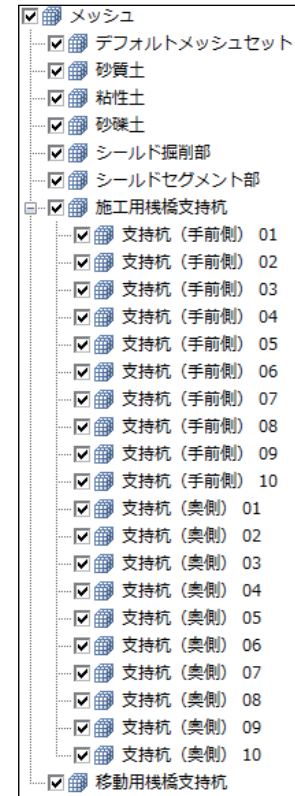 メッシュ
デフォルトメッシュセット
砂質土
粘性土
砂礫土
シールド掘削部
シールドセグメント部
施工用桟橋支持杭
支持杭（手前側） 01
支持杭（手前側） 02
支持杭（手前側） 03
支持杭（手前側） 04
支持杭（手前側） 05
支持杭（手前側） 06
支持杭（手前側） 07
支持杭（手前側） 08
支持杭（手前側） 09
支持杭（手前側） 10
支持杭（奥側） 01
支持杭（奥側） 02
支持杭（奥側） 03
支持杭（奥側） 04
支持杭（奥側） 05
支持杭（奥側） 06
支持杭（奥側） 07
支持杭（奥側） 08
支持杭（奥側） 09
支持杭（奥側） 10
移動用桟橋支持杭